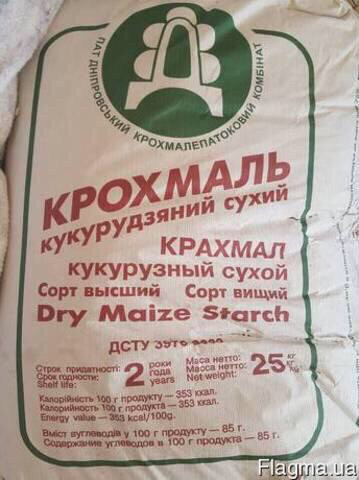 ПАТ ДНІПРОВСЬКИЙ КРОХМАЛЕПАТОКОВИЙ КОМБІНАТ
КРОХМАЛЬ
кукурудзяний сухий
КРАХМАЛ
кукурузный сухой
Сорт высший Сорт вищий
Dry Maize Starch
ДСТУ
Строк придатності: 2 роки Маса нетто: 25 кг
Срок годности: года Масса нетто:
Shelf life: years Net weight:
Калорійність 100 г продукту — 353 ккал.
Калорийность 100 г продукта — 353 ккал.
Energy value — 353 kcal/100g.
Вміст вуглеводів у 100 г продукту — 85 г.
Содержание углеводов в 100 г продукта — 85 г.
Flagma.ua